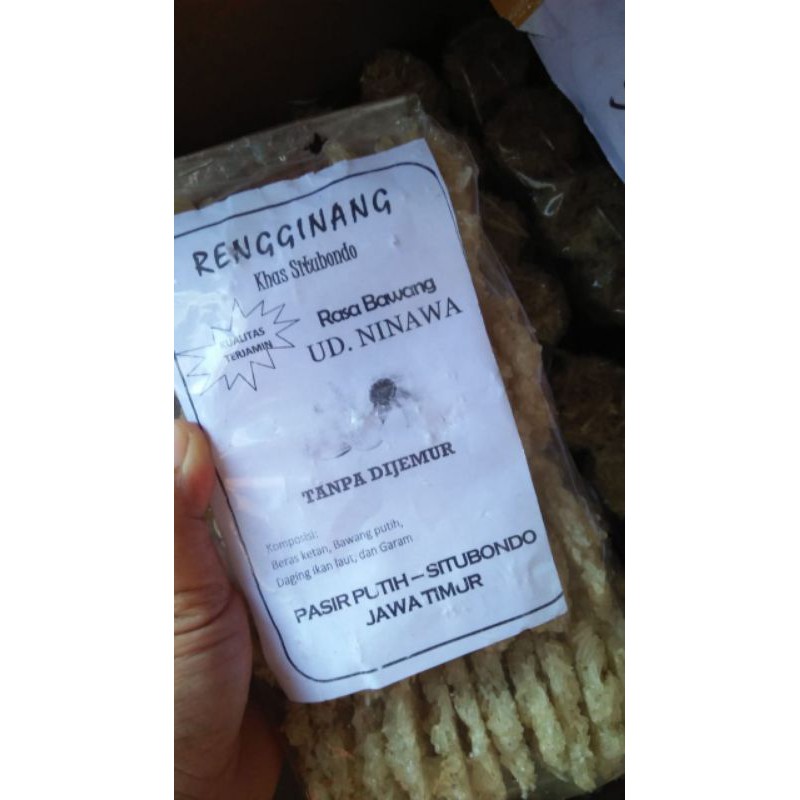 RENGGINANG
Khas Situbondo
Rasa Bawang
UD. NINAWA
KUALITAS
TERJAMIN
TANPA DIJEMUR
Komposisi:
Beras ketan, Bawang putih,
Daging ikan laut, dan Garam
PASIR PUTIH – SITUBONDO
JAWA TIMUR